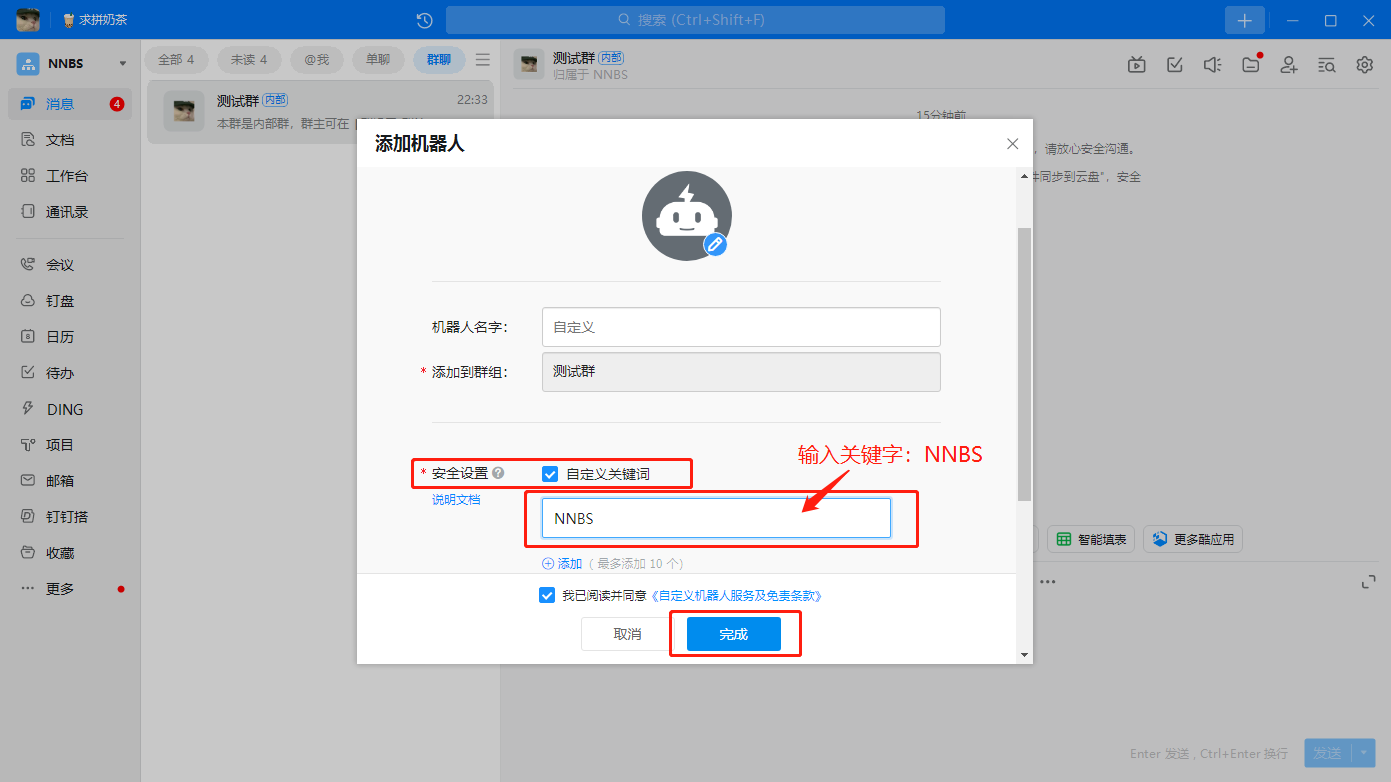 求拼奶茶
搜索 (Ctrl+Shift+F)
NNBS
消息
4
文档
工作台
通讯录
会议
钉盘
8
日历
待办
DING
项目
邮箱
钉钉搭
收藏
更多
全部 4
未读 4
@我
单聊
群聊
测试群 内部
22:33
本群是内部群，群主可在
测试群 内部
归属于 NNBS
15分钟前
，请放心安全沟通。
件同步到云盘"，安全
添加机器人
机器人名字：
自定义
* 添加到群组：
测试群
输入关键字：NNBS
* 安全设置
自定义关键词
说明文档
NNBS
添加（ 最多添加 10 个）
我已阅读并同意《自定义机器人服务及免责条款》
取消
完成
智能填表
更多酷应用
Enter 发送 , Ctrl+Enter 换行
发送